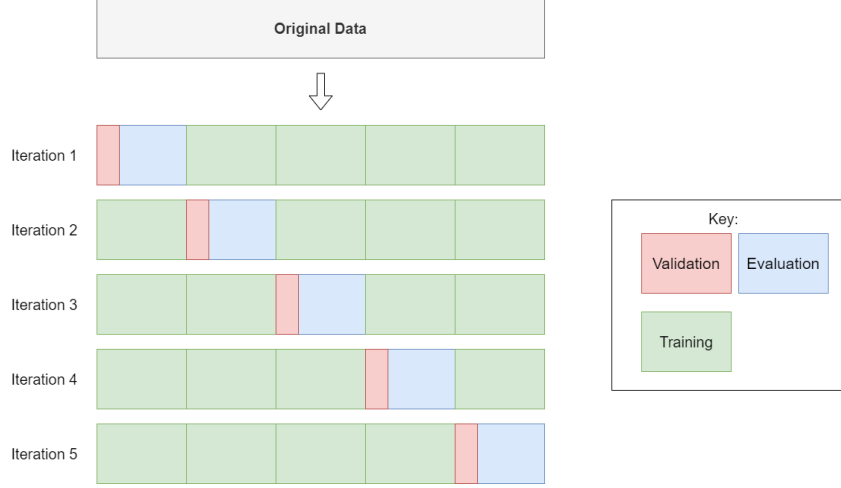 Original Data
Iteration 1
Iteration 2
Iteration 3
Iteration 4
Iteration 5
Key:
Validation
Evaluation
Training